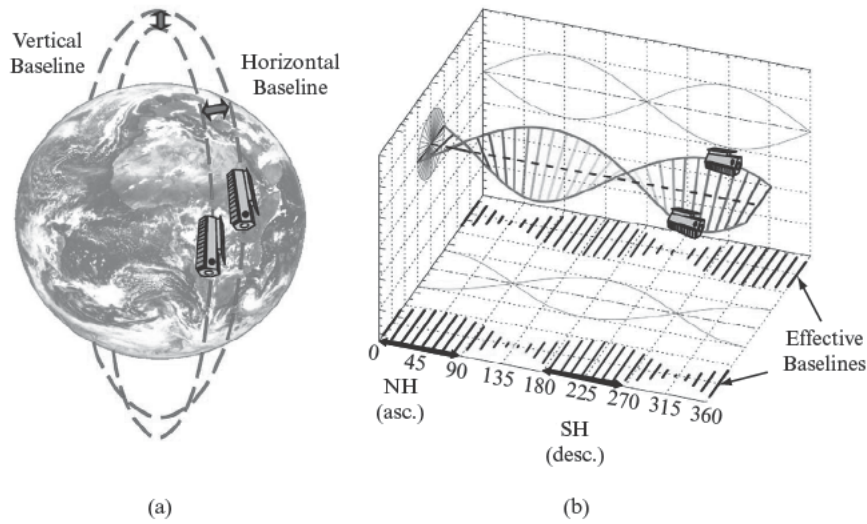 Vertical
Baseline
Horizontal
Baseline
(a)
(b)
0
45
90
135
180
225
270
315
360
NH
(asc.)
SH
(desc.)
Effective
Baselines